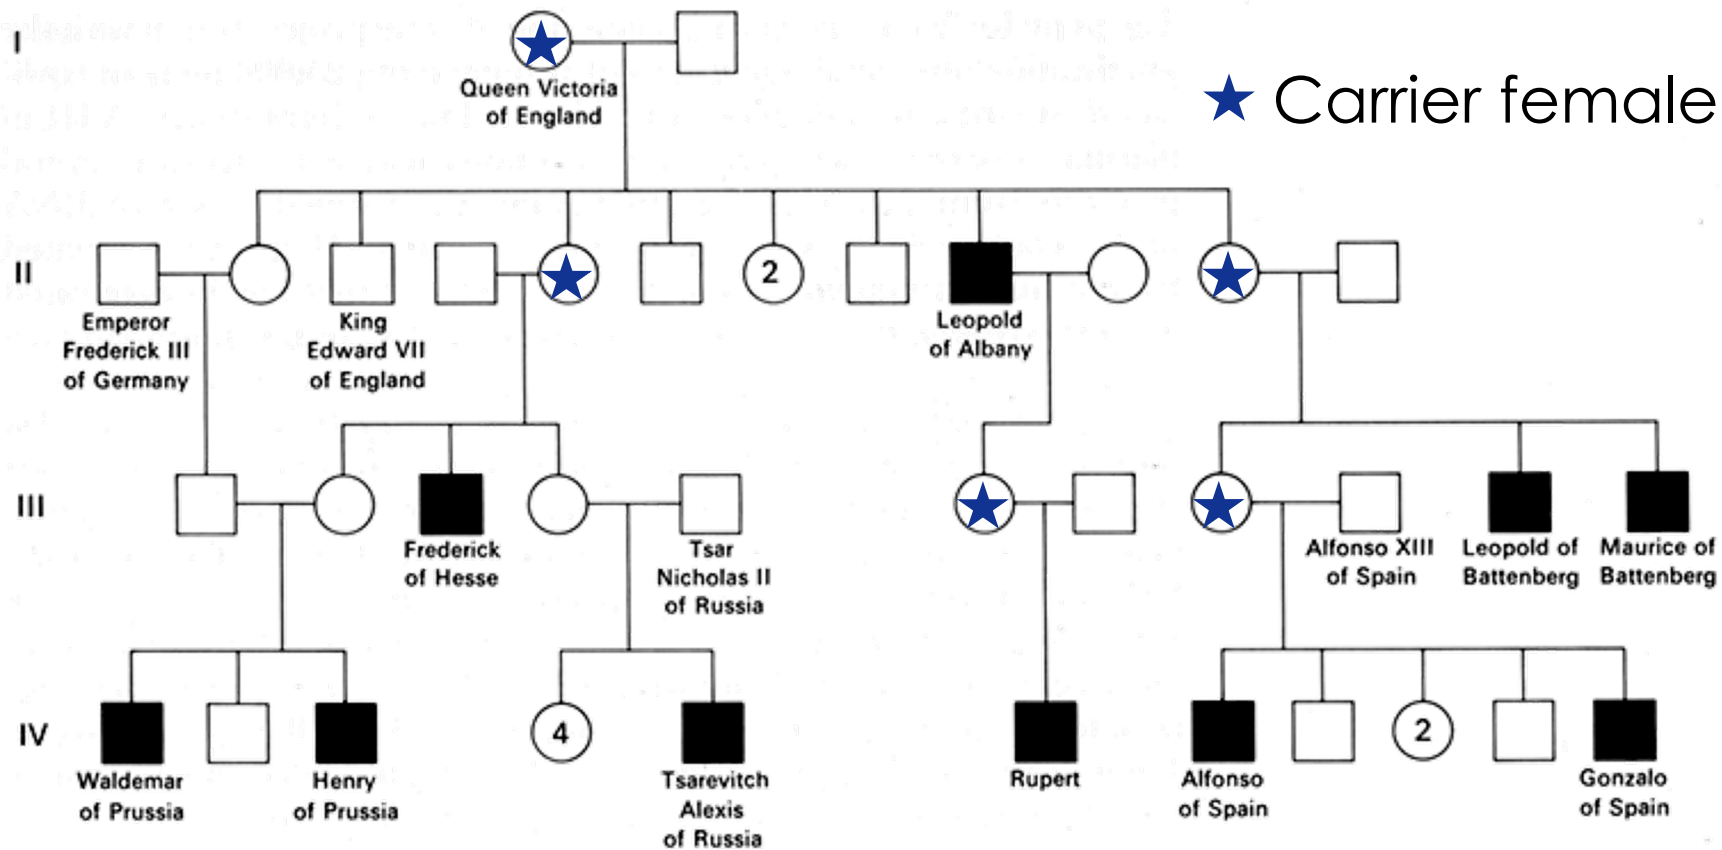 I
Queen Victoria
of England
★ Carrier female
II
2
Emperor
Frederick III
of Germany
King
Edward VII
of England
Leopold
of Albany
III
Frederick
of Hesse
Tsar
Nicholas II
of Russia
Alfonso XIII
of Spain
Leopold of
Battenberg
Maurice of
Battenberg
IV
4
2
Waldemar
of Prussia
Henry
of Prussia
Tsarevitch
Alexis
of Russia
Rupert
Alfonso
of Spain
Gonzalo
of Spain